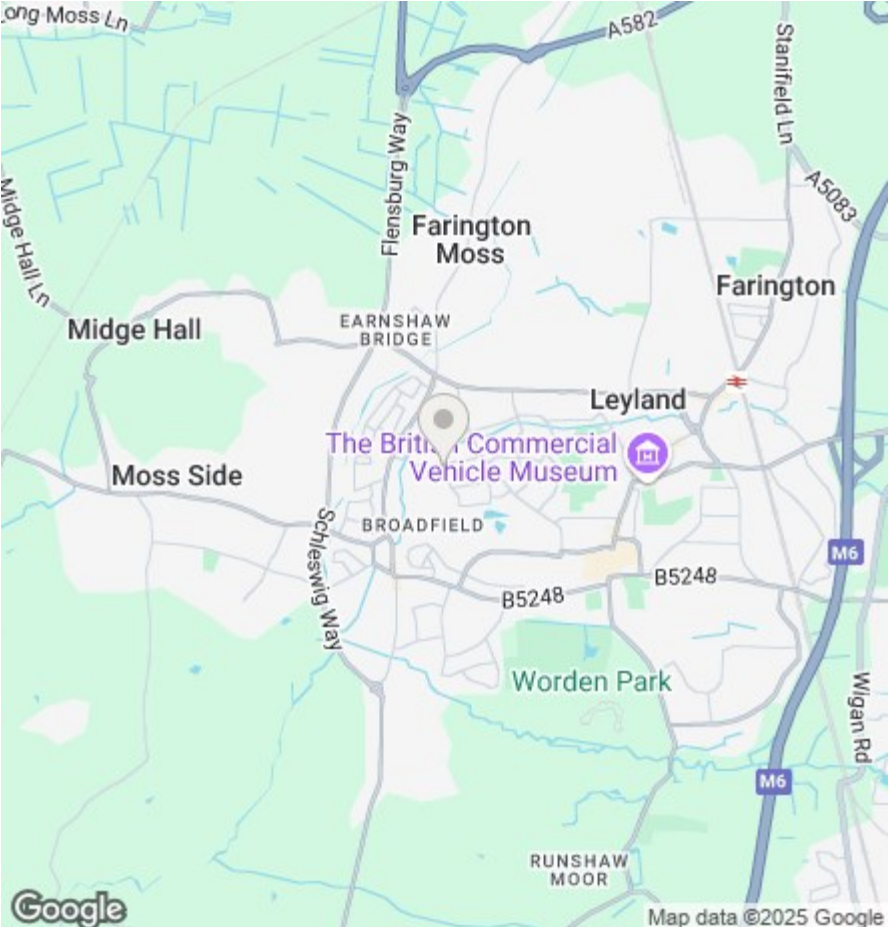 Long Moss Ln
A582
Stanifield Ln
Flensburg Way
A5083
Midge Hall Ln
Farington
Moss
Farington
Midge Hall
EARNSHAW
BRIDGE
Leyland
The British Commercial
Vehicle Museum
Moss Side
Schleswig Way
BROADFIELD
M6
B5248
B5248
Worden Park
Wigan Rd
M6
RUNSHAW
MOOR
Google
Map data ©2025 Google